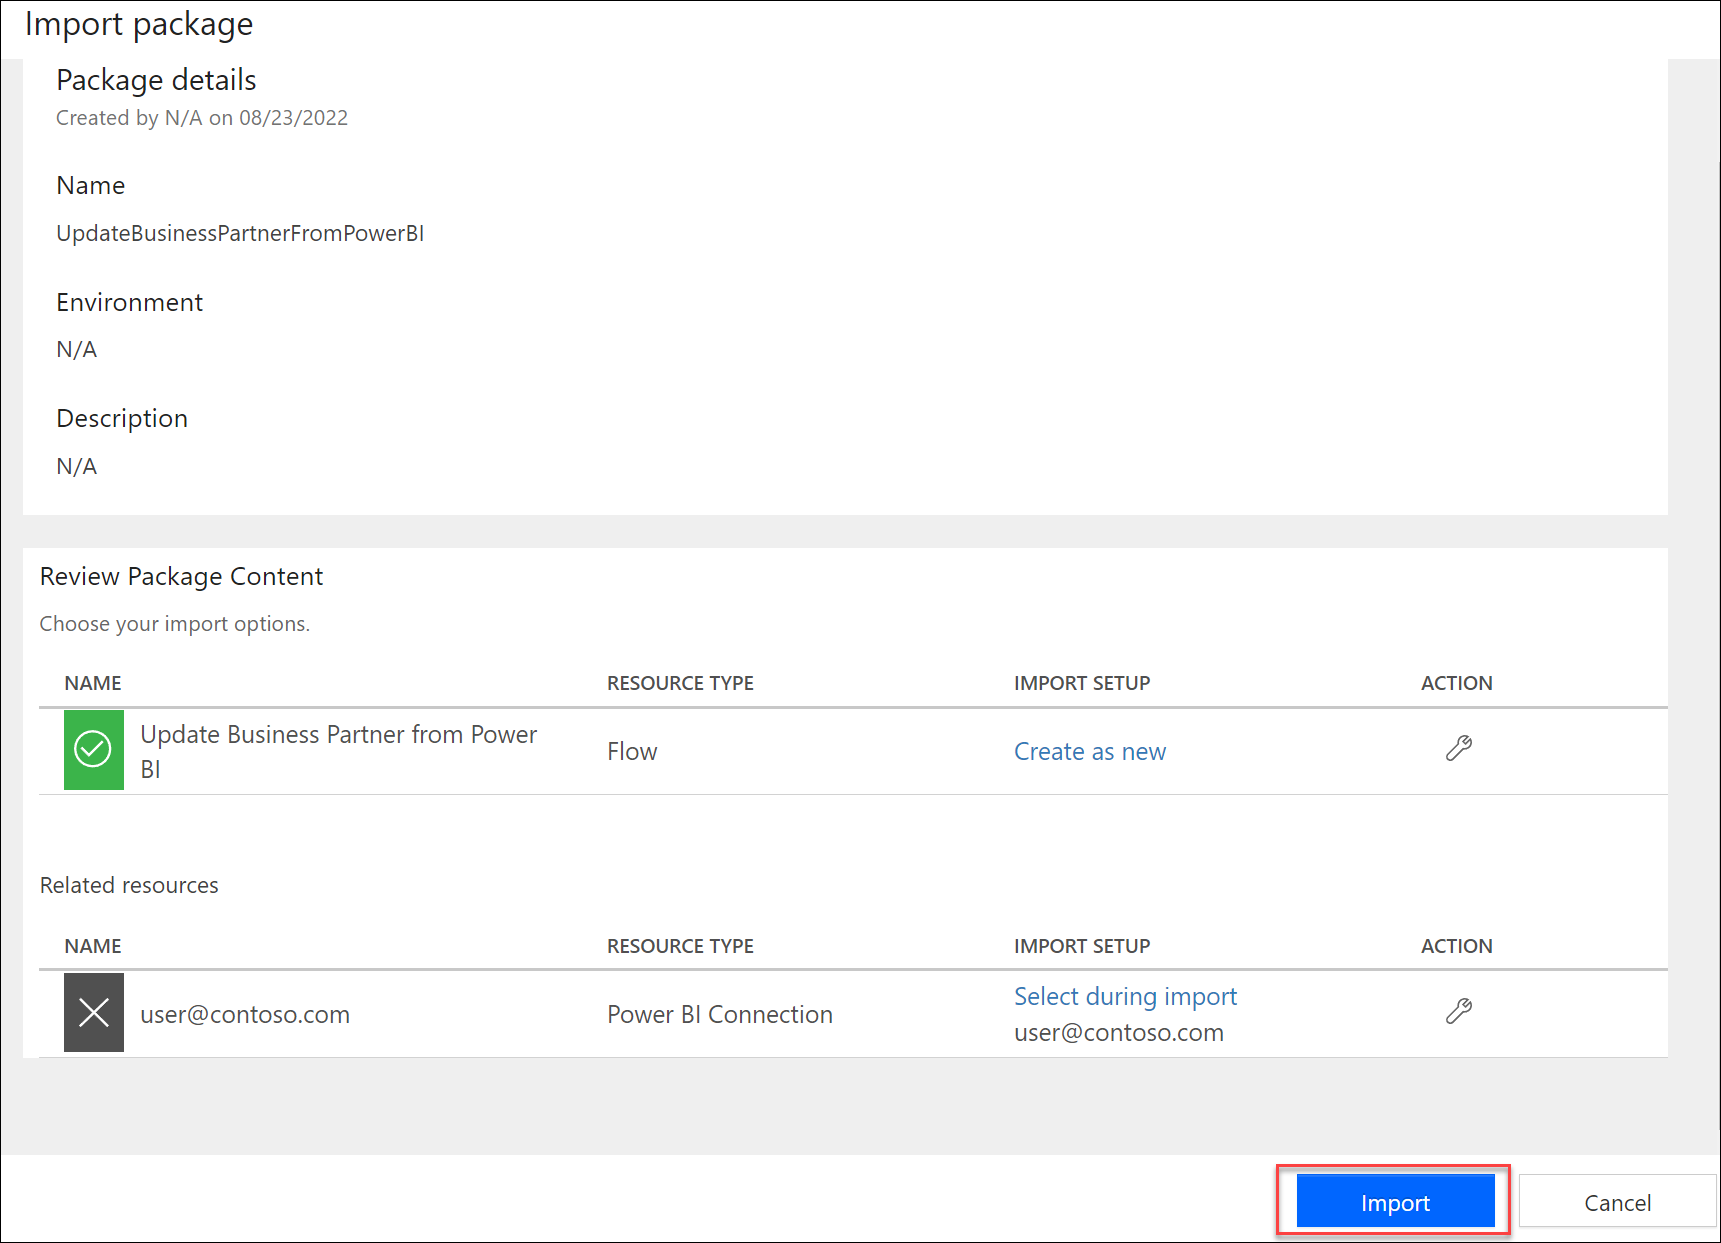 Import package
Package details
Created by N/A on 08/23/2022
Name
UpdateBusinessPartnerFromPowerBI
Environment
N/A
Description
N/A
Review Package Content
Choose your import options.
NAME RESOURCE TYPE IMPORT SETUP ACTION
Update Business Partner from Power
BI
Flow Create as new
Related resources
NAME RESOURCE TYPE IMPORT SETUP ACTION
user@contoso.com Power BI Connection Select during import
user@contoso.com
Import Cancel